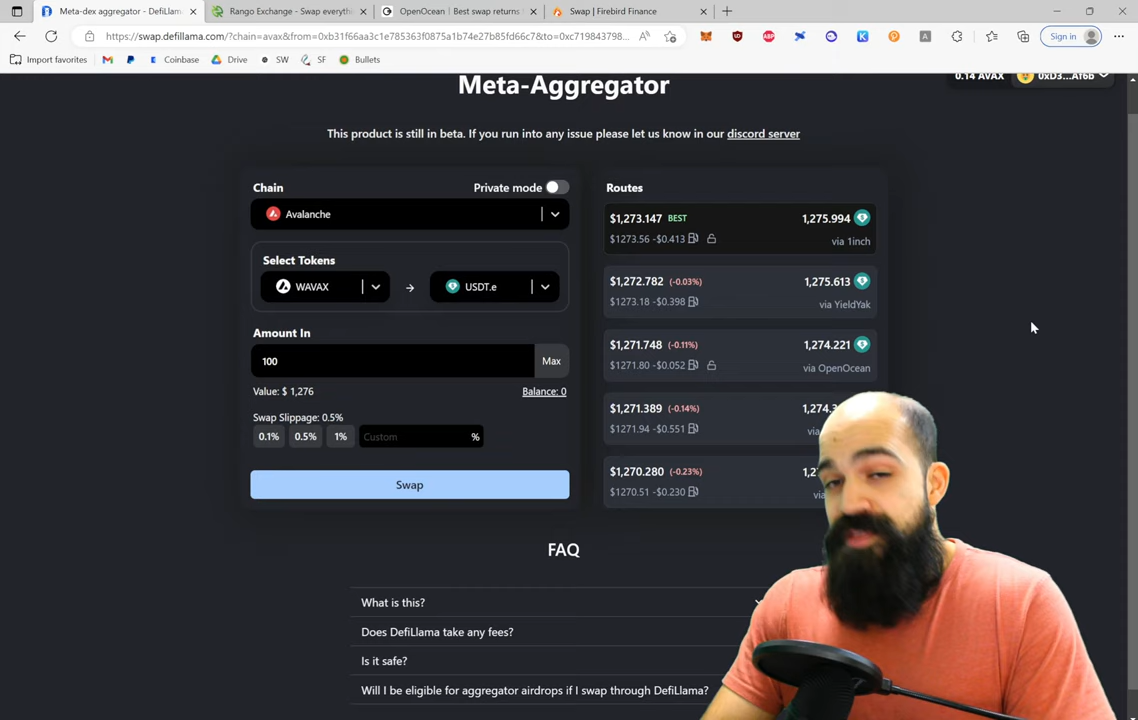 Meta-dex aggregator - DefiLlama
Rango Exchange - Swap everythi
OpenOcean | Best swap returns
Swap | Firebird Finance
https://swap.defillama.com/?chain=avax&from=0xb31f66aa3c1e785363f0875a1b74e27b85fd66c7&to=0xc719843798...
Sign in
Import favorites
Coinbase
Drive
SW
SF
Bullets
Meta-Aggregator
0.14 AVAX
0xD3...Af6b
This product is still in beta. If you run into any issue please let us know in our discord server
Chain
Private mode
Avalanche
Select Tokens
WAVAX → USDT.e
Amount In
100
Max
Value: $ 1,276
Balance: 0
Swap Slippage: 0.5%
0.1%
0.5%
1%
Custom
%
Swap
Routes
$1,273.147 BEST
1,275.994
$1273.56 -$0.413
via 1inch
$1,272.782 (-0.03%)
1,275.613
$1273.18 -$0.398
via YieldYak
$1,271.748 (-0.11%)
1,274.221
$1271.80 -$0.052
via OpenOcean
$1,271.389 (-0.14%)
$1271.94 -$0.551
$1,270.280 (-0.23%)
$1270.51 -$0.230
FAQ
What is this?
Does DefiLlama take any fees?
Is it safe?
Will I be eligible for aggregator airdrops if I swap through DefiLlama?